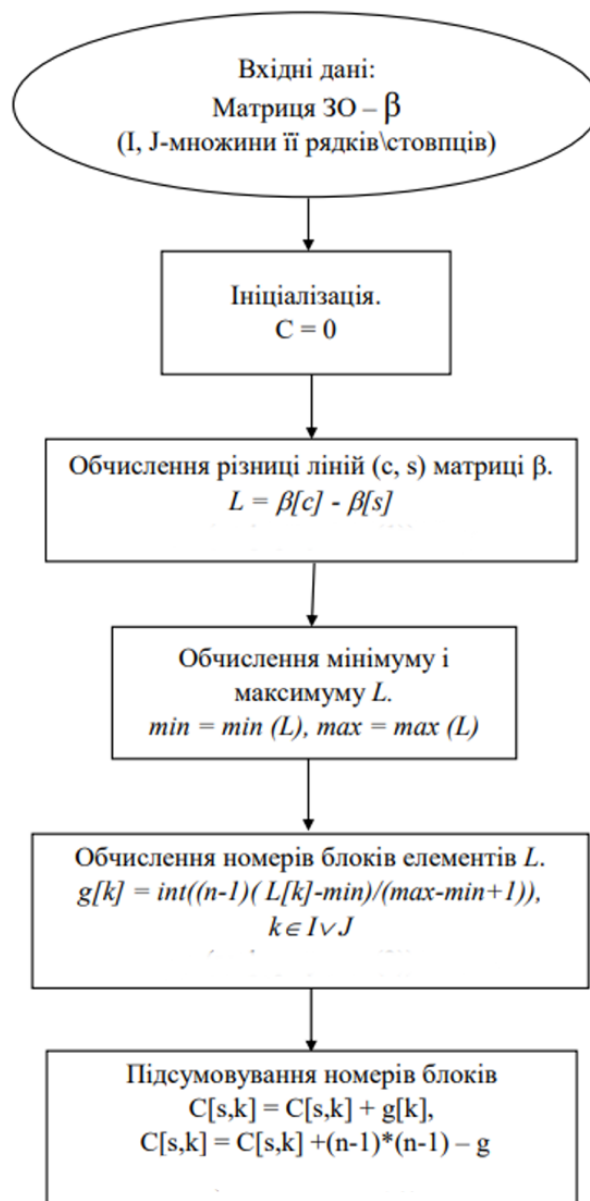 Вхідні дані:
Матриця ЗО – β
(I, J-множини її рядків\стовпців)
Ініціалізація.
C = 0
Обчислення різниці ліній (c, s) матриці β.
L = β[c] - β[s]
Обчислення мінімуму і
максимуму L.
min = min (L), max = max (L)
Обчислення номерів блоків елементів L.
g[k] = int((n-1)( L[k]-min)/(max-min+1)),
k∈I∨J
Підсумовування номерів блоків
C[s,k] = C[s,k] + g[k],
C[s,k] = C[s,k] +(n-1)*(n-1) – g